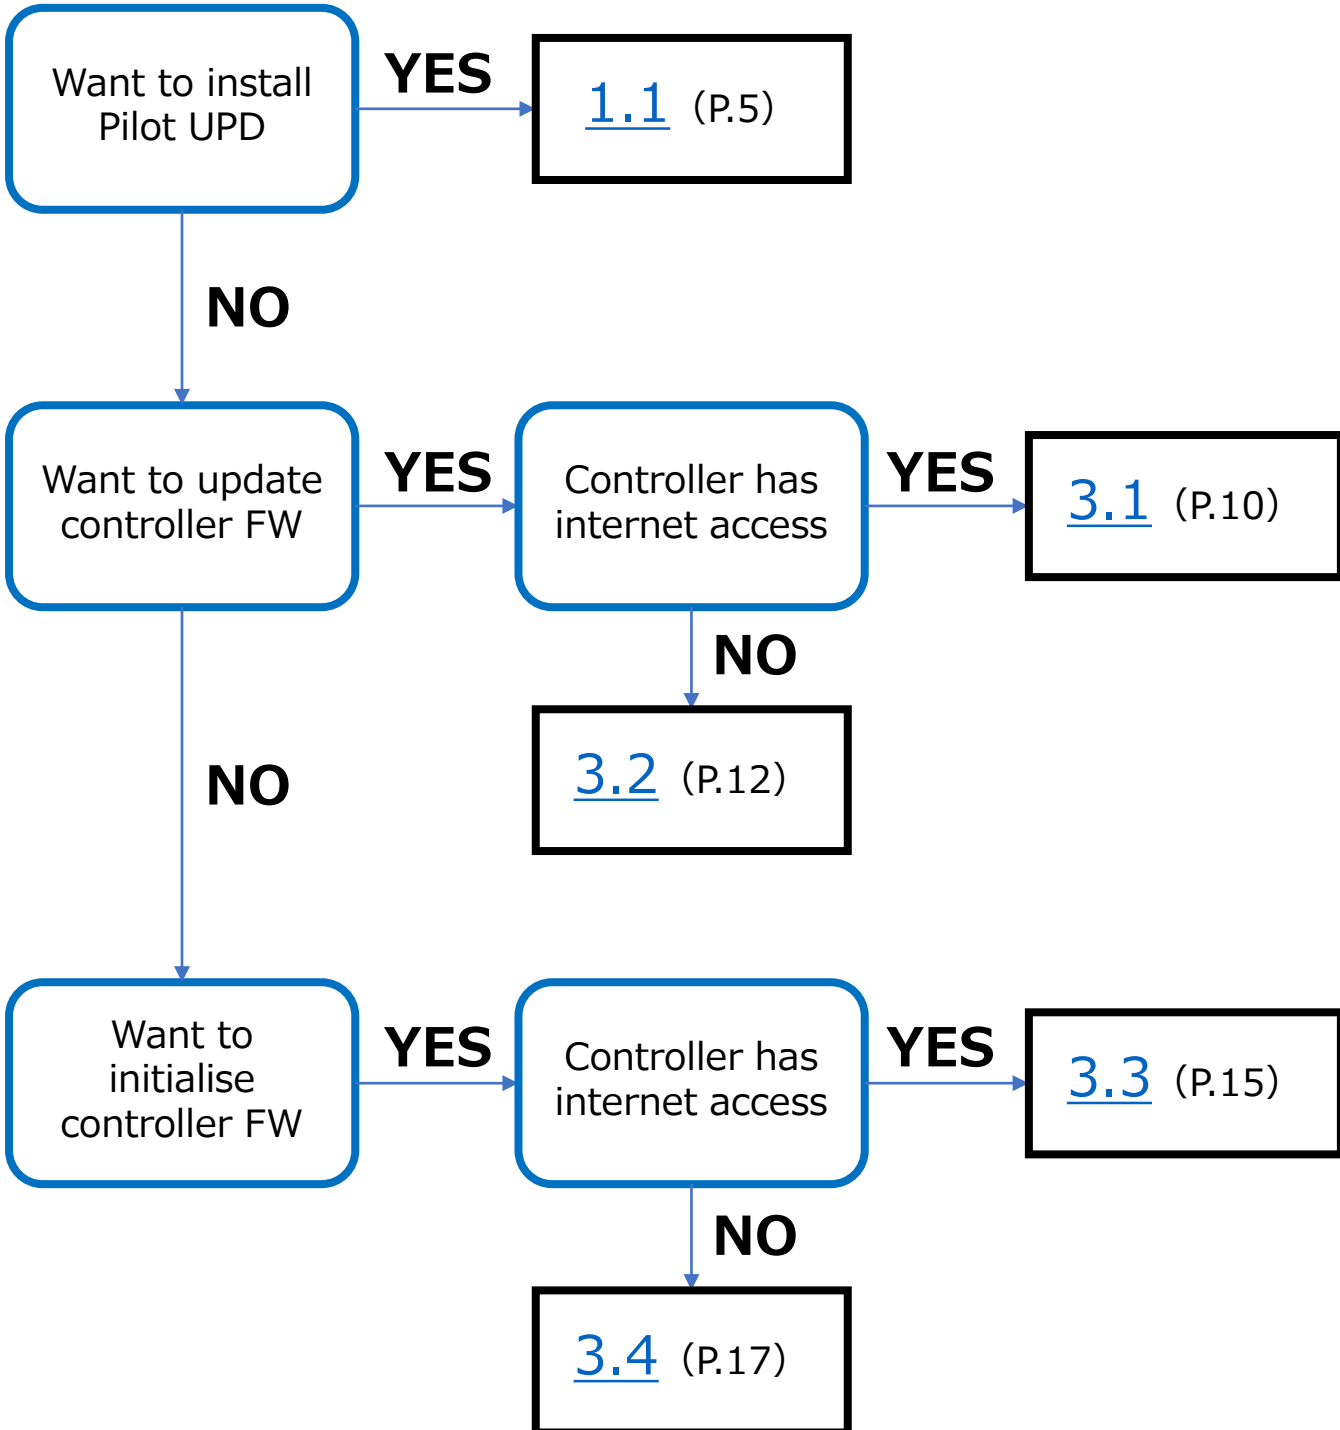 Want to install
Pilot UPD
YES
1.1 (P.5)
NO
Want to update
controller FW
YES
Controller has
internet access
YES
3.1 (P.10)
NO
3.2 (P.12)
NO
Want to
initialise
controller FW
YES
Controller has
internet access
YES
3.3 (P.15)
NO
3.4 (P.17)